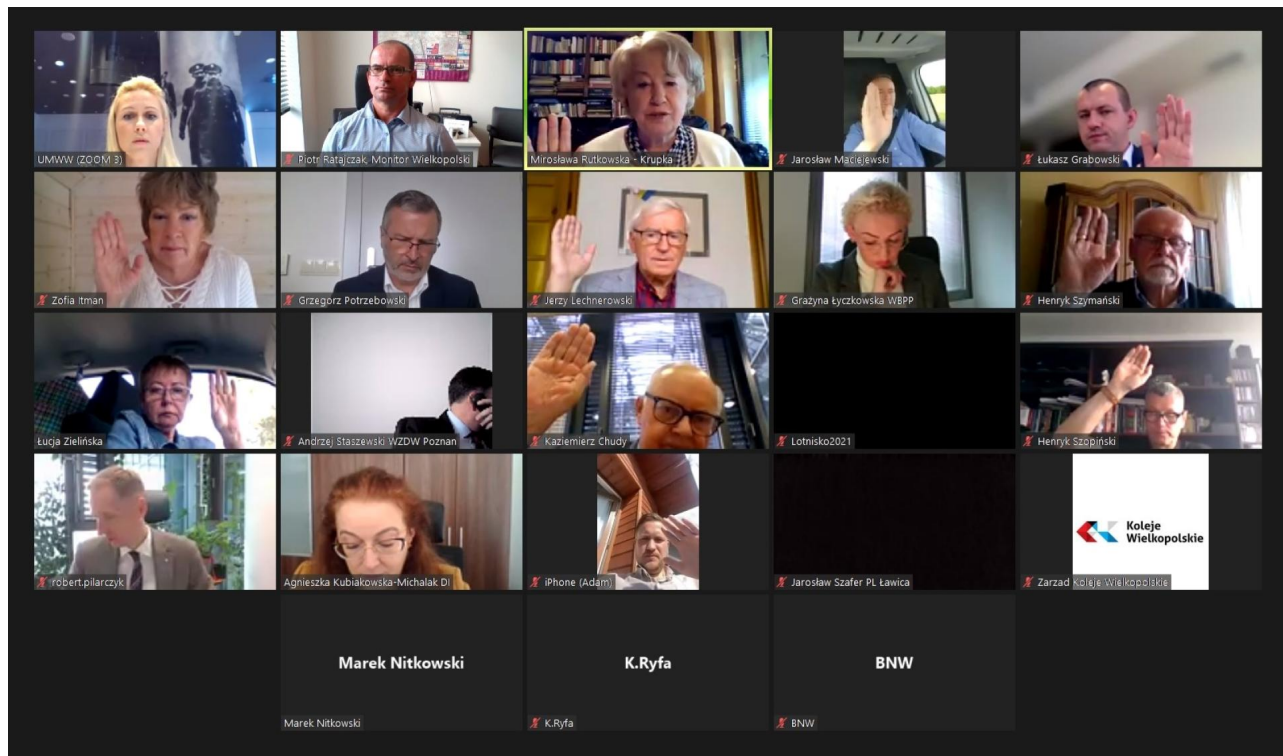 UMWW (ZOOM 3)
Piotr Ratajczak, Monitor Wielkopolski
Mirosława Rutkowska - Krupka
Jarosław Maciejewski
Łukasz Grabowski
Zofia Itman
Grzegorz Potrzebowski
Jerzy Lechnerowski
Grażyna Łyczkowska WBPP
Henryk Szymański
Łucja Zielińska
Andrzej Staszewski WZDW Poznan
Kaziemierz Chudy
Lotnisko2021
Henryk Szopiński
robert.pilarczyk
Agnieszka Kubiakowska-Michalak DI
iPhone (Adam)
Jarosław Szafer PL Ławica
Koleje
Wielkopolskie
Zarzad Koleje Wielkopolskie
Marek Nitkowski
K.Ryfa
BNW
Marek Nitkowski
K.Ryfa
BNW